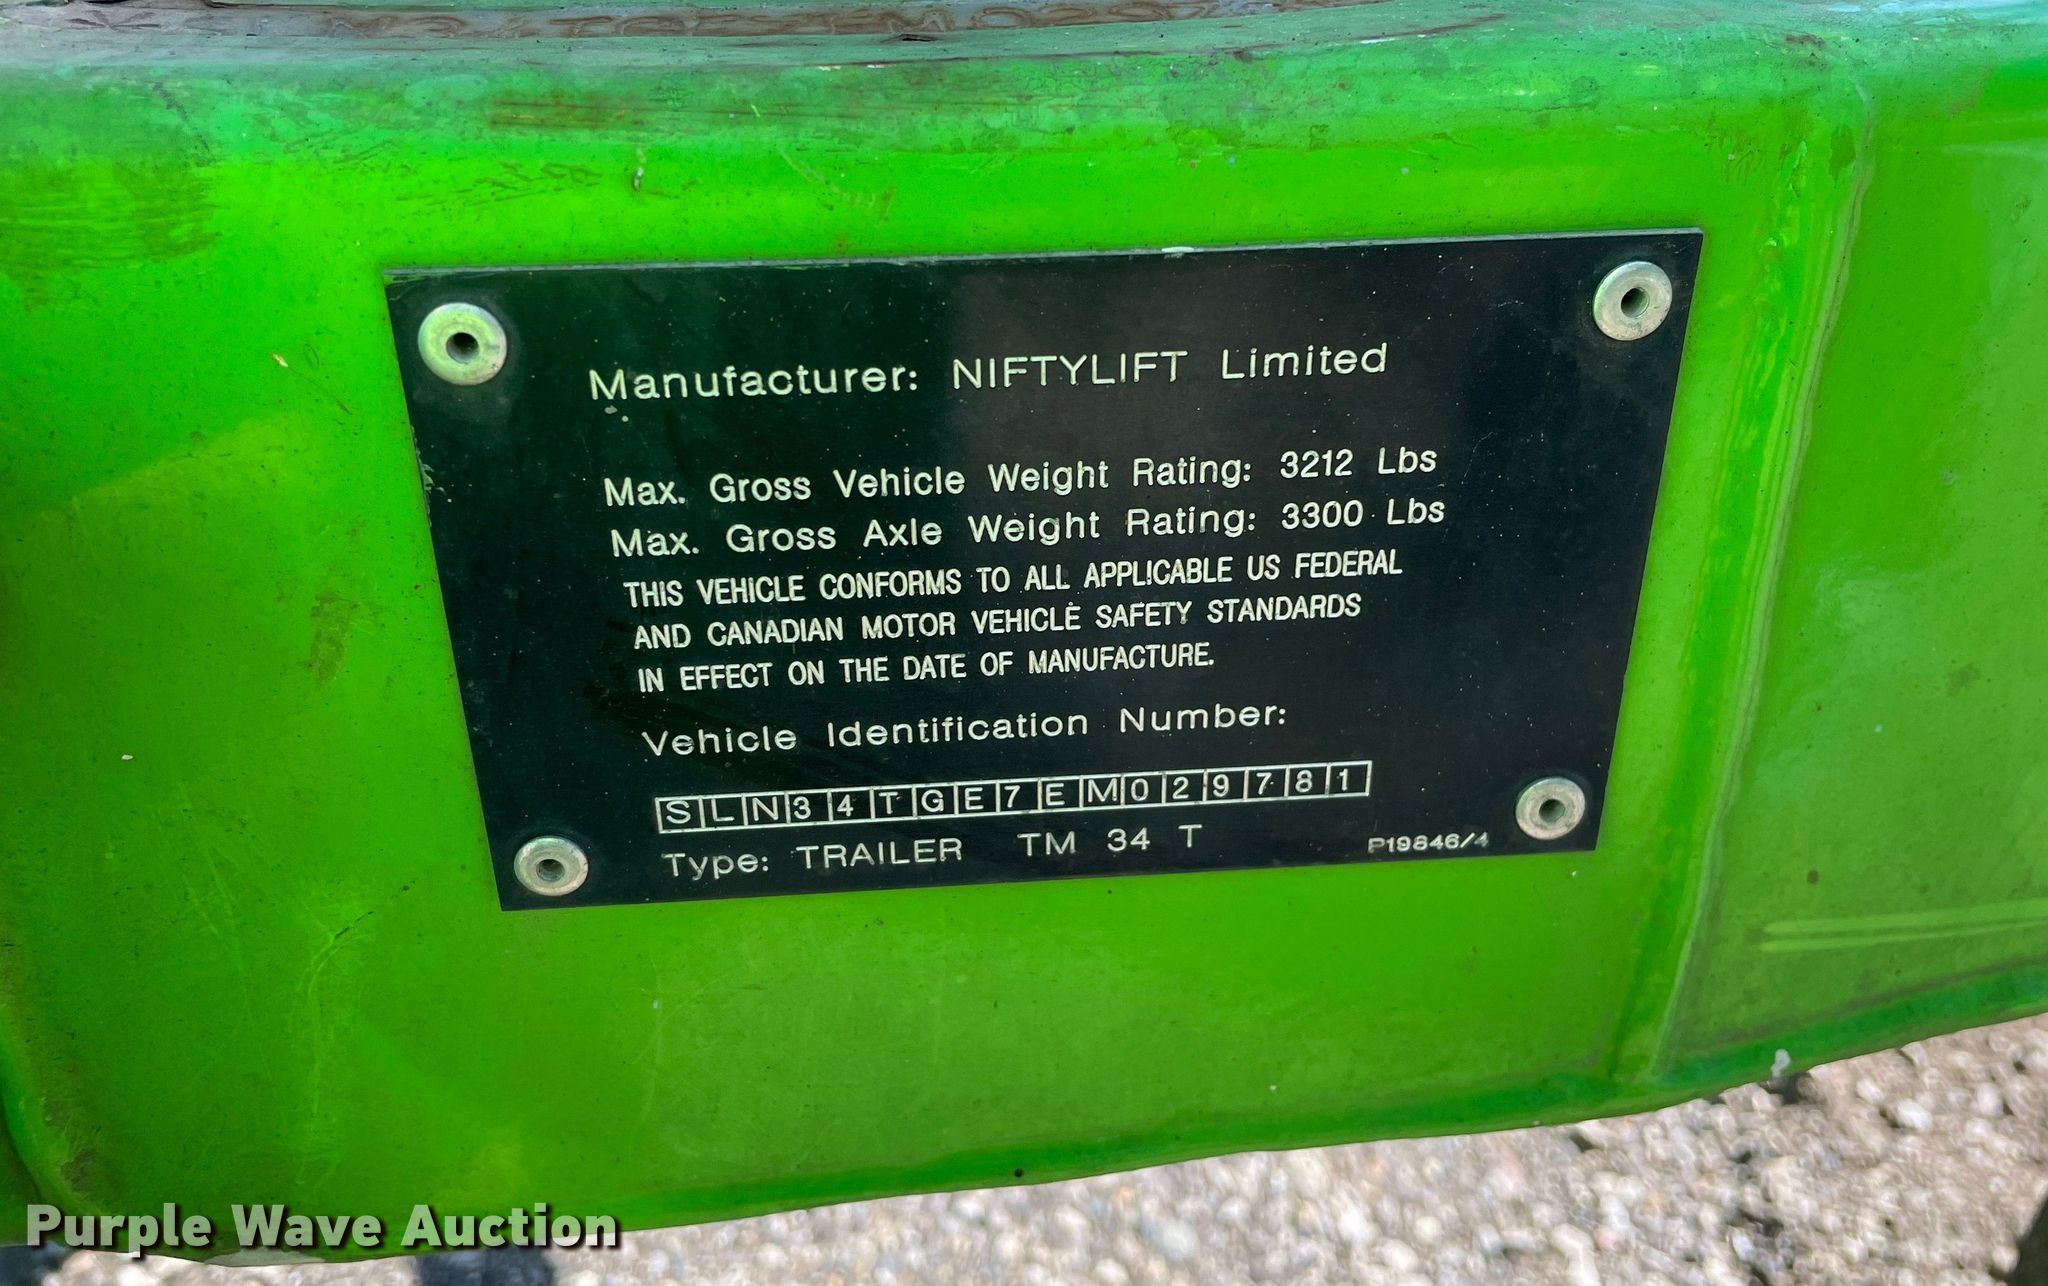 Manufacturer: NIFTYLIFT Limited
Max. Gross Vehicle Weight Rating: 3212 Lbs
Max. Gross Axle Weight Rating: 3300 Lbs
THIS VEHICLE CONFORMS TO ALL APPLICABLE US FEDERAL
AND CANADIAN MOTOR VEHICLE SAFETY STANDARDS
IN EFFECT ON THE DATE OF MANUFACTURE.
Vehicle Identification Number:
SLN34TGE7EM029781
Type: TRAILER TM 34 T
P19846/4
Purple Wave Auction